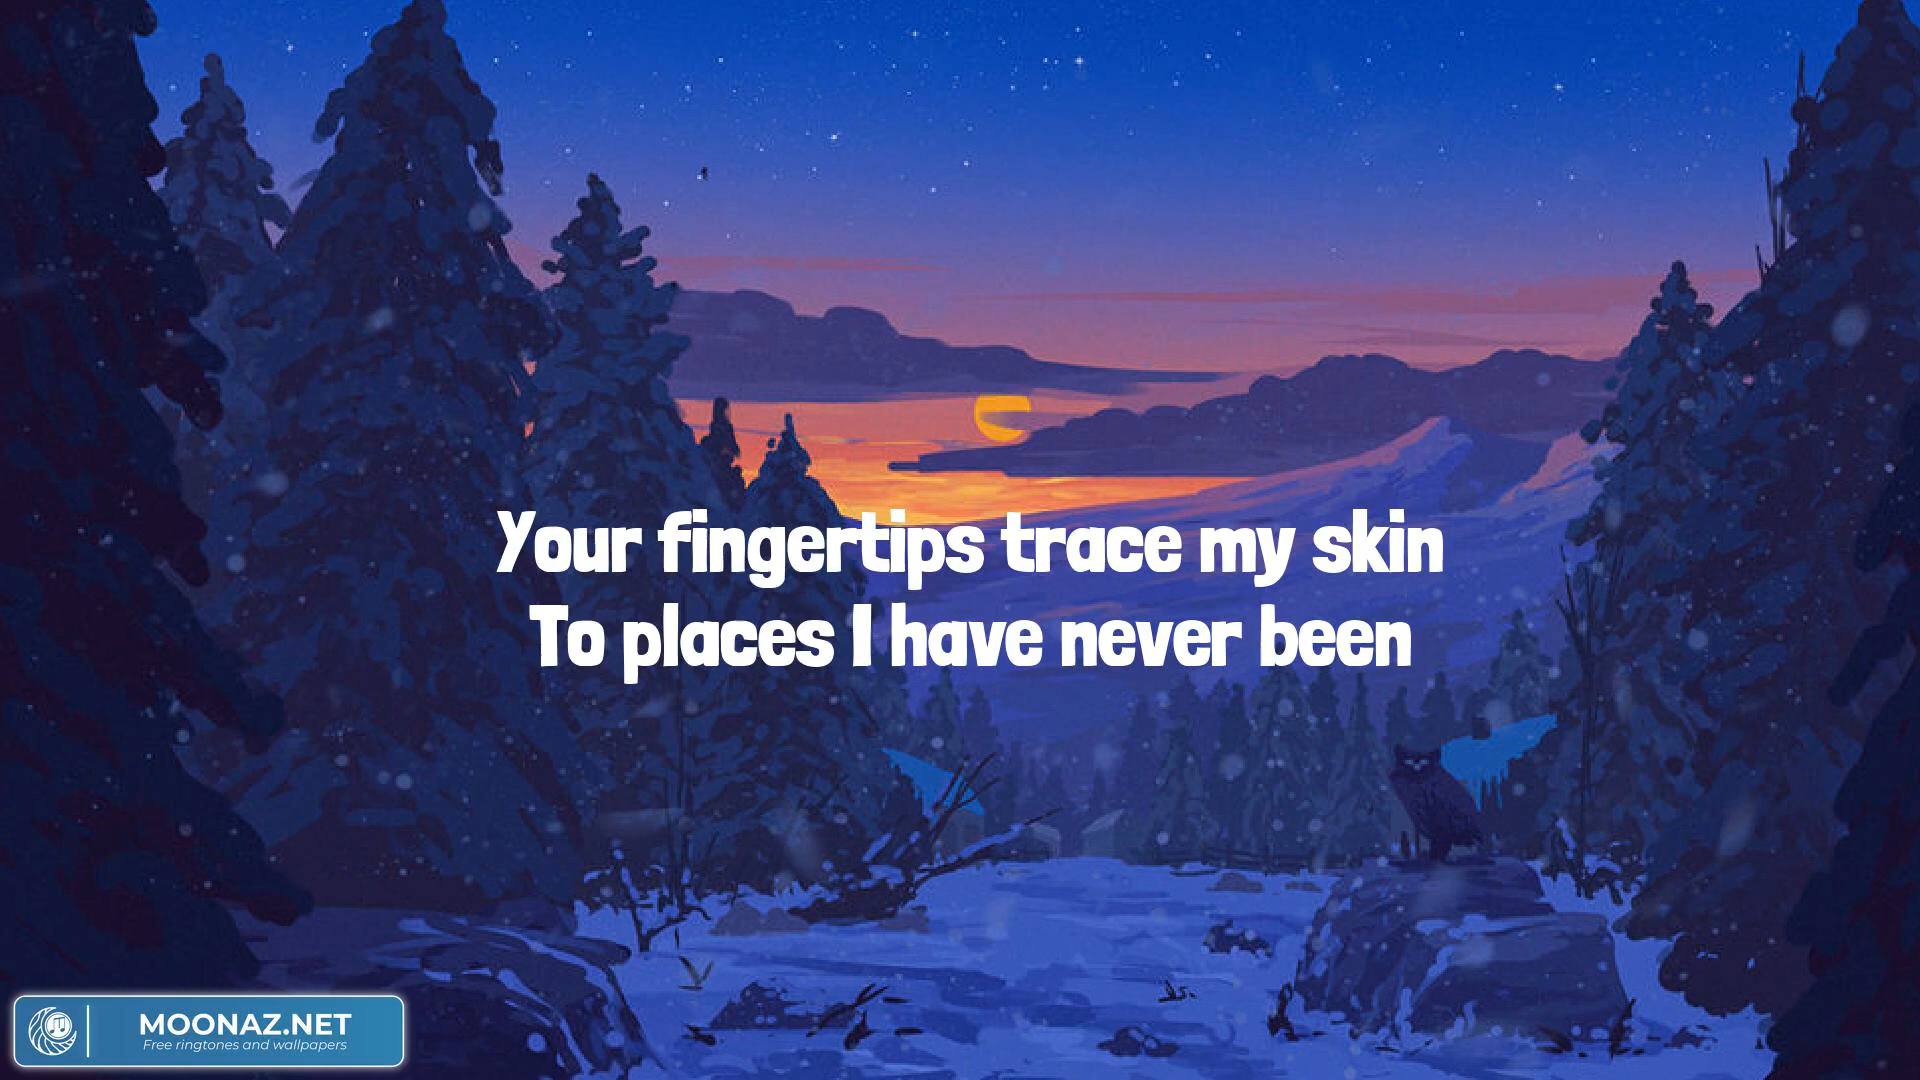 Your fingertips trace my skin
To places I have never been
MOONAZ.NET
Free ringtones and wallpapers